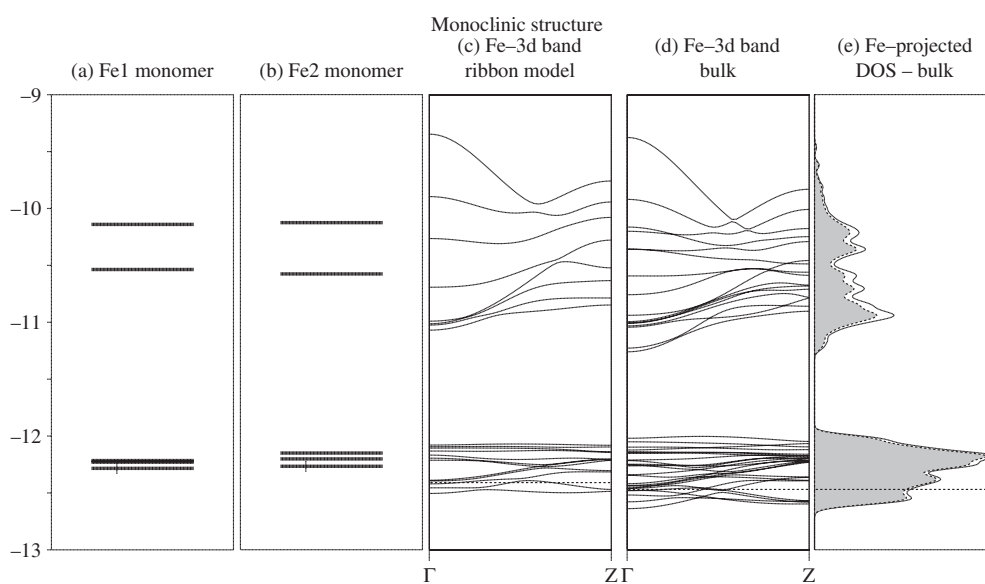 Monoclinic structure
(a) Fe1 monomer
(b) Fe2 monomer
(c) Fe–3d band
ribbon model
(d) Fe–3d band
bulk
(e) Fe–projected
DOS – bulk
–9
–10
–11
–12
–13
Γ
Z
Γ
Z